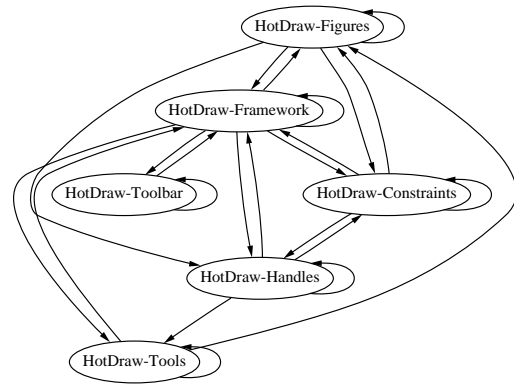 HotDraw-Figures
HotDraw-Framework
HotDraw-Toolbar
HotDraw-Constraints
HotDraw-Handles
HotDraw-Tools